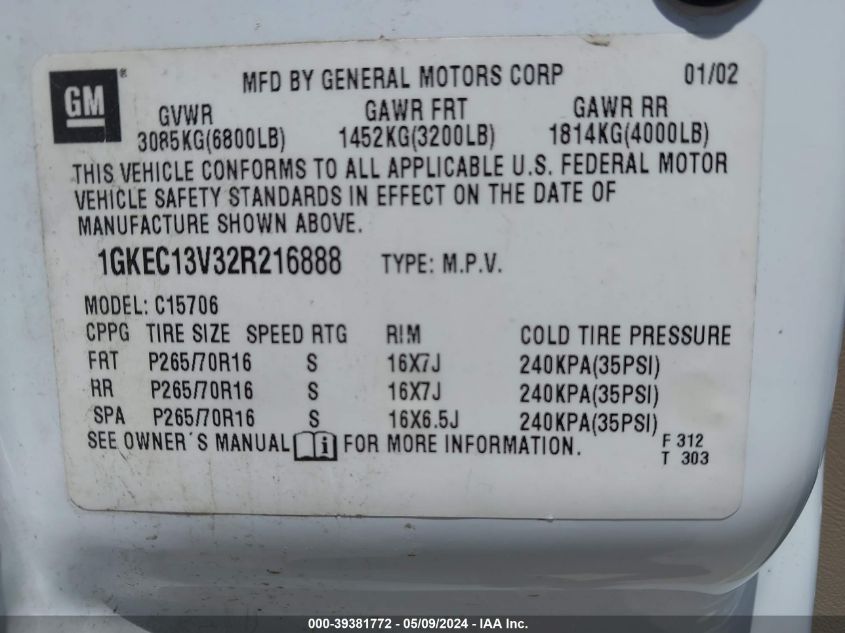 GM ® MFD BY GENERAL MOTORS CORP 01/02
GVWR GAWR FRT GAWR RR
3085KG(6800LB) 1452KG(3200LB) 1814KG(4000LB)
THIS VEHICLE CONFORMS TO ALL APPLICABLE U.S. FEDERAL MOTOR
VEHICLE SAFETY STANDARDS IN EFFECT ON THE DATE OF
MANUFACTURE SHOWN ABOVE.
1GKEC13V32R216888 TYPE: M.P.V.
MODEL: C15706
CPPG TIRE SIZE SPEED RTG RIM COLD TIRE PRESSURE
FRT P265/70R16 S 16X7J 240KPA(35PSI)
RR P265/70R16 S 16X7J 240KPA(35PSI)
SPA P265/70R16 S 16X6.5J 240KPA(35PSI)
SEE OWNER´S MANUAL i FOR MORE INFORMATION. F 312
T 303
000-39381772 - 05/09/2024 - IAA Inc.